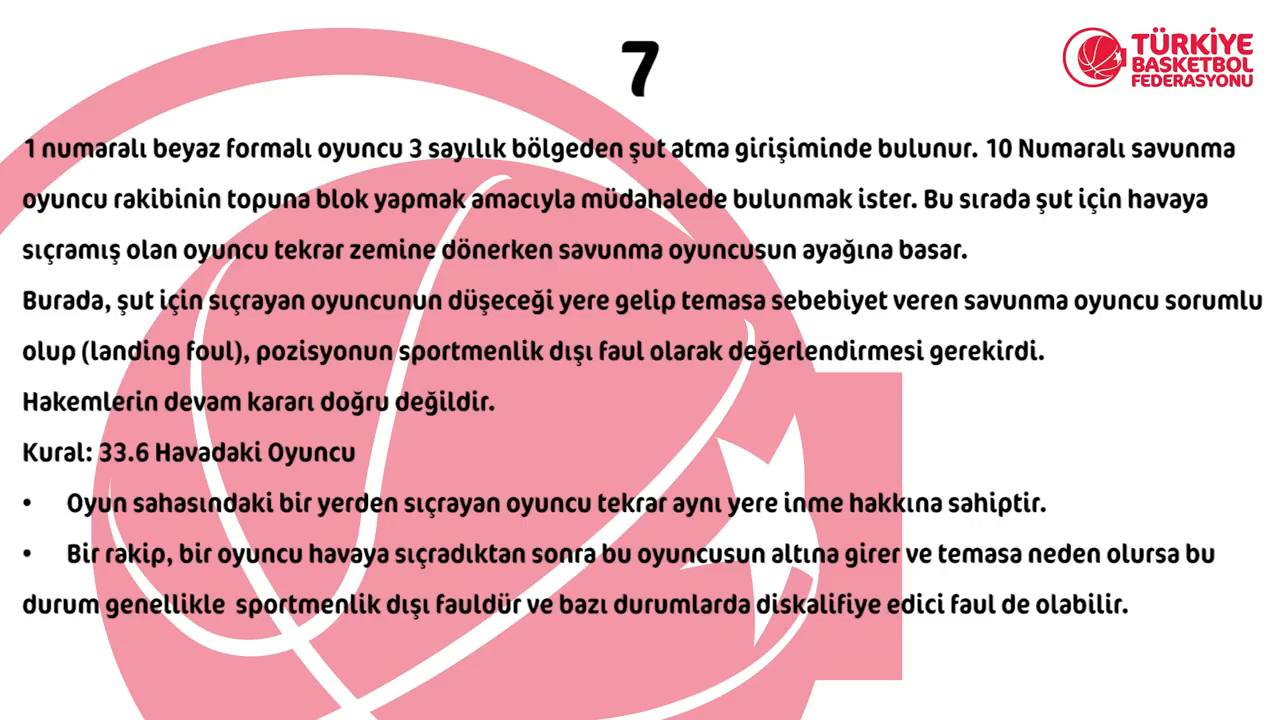 7
TÜRKİYE
BASKETBOL
FEDERASYONU
1 numaralı beyaz formalı oyuncu 3 sayılık bölgeden şut atma girişiminde bulunur. 10 Numaralı savunma
oyuncu rakibinin topuna blok yapmak amacıyla müdahalede bulunmak ister. Bu sırada şut için havaya
sıçramış olan oyuncu tekrar zemine dönerken savunma oyuncusun ayağına basar.
Burada, şut için sıçrayan oyuncunun düşeceği yere gelip temasa sebebiyet veren savunma oyuncu sorumlu
olup (landing foul), pozisyonun sportmenlik dışı faul olarak değerlendirmesi gerekirdi.
Hakemlerin devam kararı doğru değildir.
Kural: 33.6 Havadaki Oyuncu
• Oyun sahasındaki bir yerden sıçrayan oyuncu tekrar aynı yere inme hakkına sahiptir.
• Bir rakip, bir oyuncu havaya sıçradıktan sonra bu oyuncusun altına girer ve temasa neden olursa bu
durum genellikle sportmenlik dışı fauldür ve bazı durumlarda diskalifiye edici faul de olabilir.